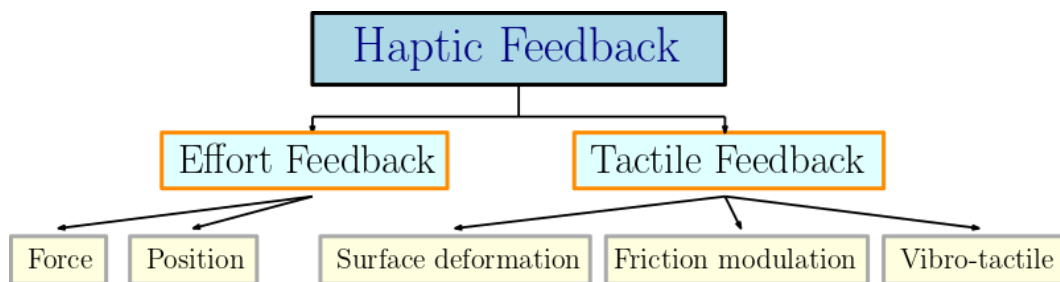 Haptic Feedback
Effort Feedback
Tactile Feedback
Force
Position
Surface deformation
Friction modulation
Vibro-tactile